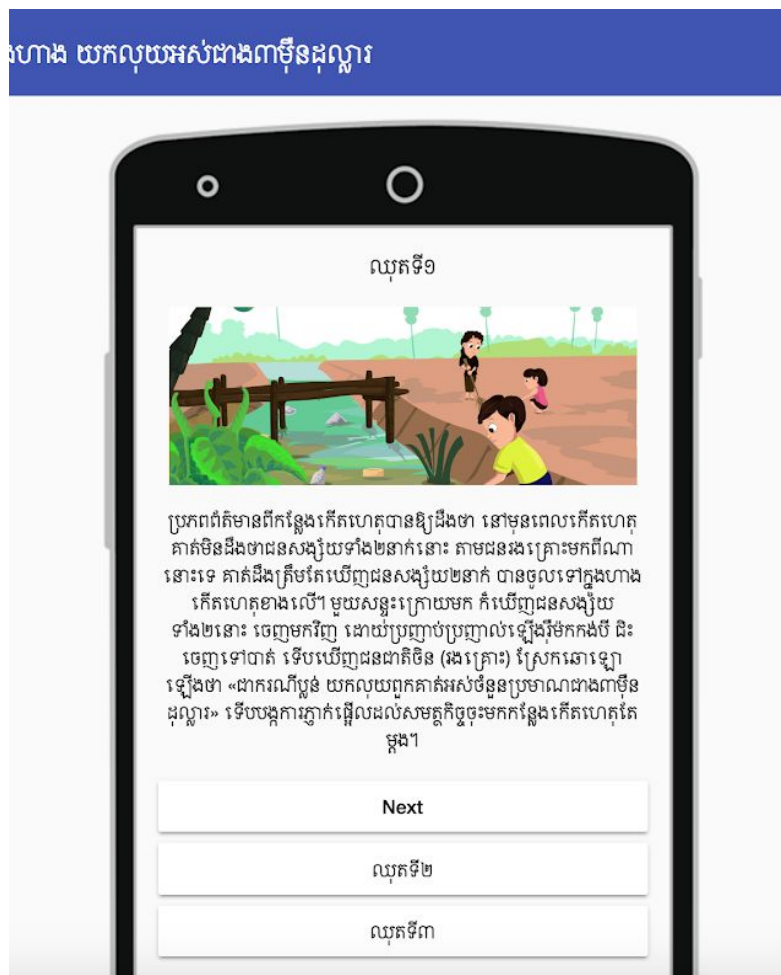 ហាង យកលុយអស់ជាង៣ម៉ឺនដុល្លារ
ឈុតទី១
ប្រភពព័ត៌មានពីកន្លែងកើតហេតុបានឱ្យដឹងថា នៅមុនពេលកើតហេតុ
គាត់មិនដឹងថាជនសង្ស័យទាំង២នាក់នោះ តាមជនរងគ្រោះមកពីណា
នោះទេ គាត់ដឹងត្រឹមតែឃើញជនសង្ស័យ២នាក់ បានចូលទៅក្នុងហាង
កើតហេតុខាងលើ។ មួយសន្ទុះក្រោយមក ក៏ឃើញជនសង្ស័យ
ទាំង២នោះ ចេញមកវិញ ដោយប្រញាប់ប្រញាល់ឡើងរ៉ឺម៉កកង់បី ជិះ
ចេញទៅបាត់ ទើបឃើញជនជាតិចិន (រងគ្រោះ) ស្រែកឆោឡោ
ឡើងថា «ជាករណីប្លន់ យកលុយពួកគាត់អស់ចំនួនប្រមាណជាង៣ម៉ឺន
ដុល្លារ» ទើបបង្កការភ្ញាក់ផ្អើលដល់សមត្ថកិច្ចចុះមកកន្លែងកើតហេតុតែ
ម្តង។
Next
ឈុតទី២
ឈុតទី៣